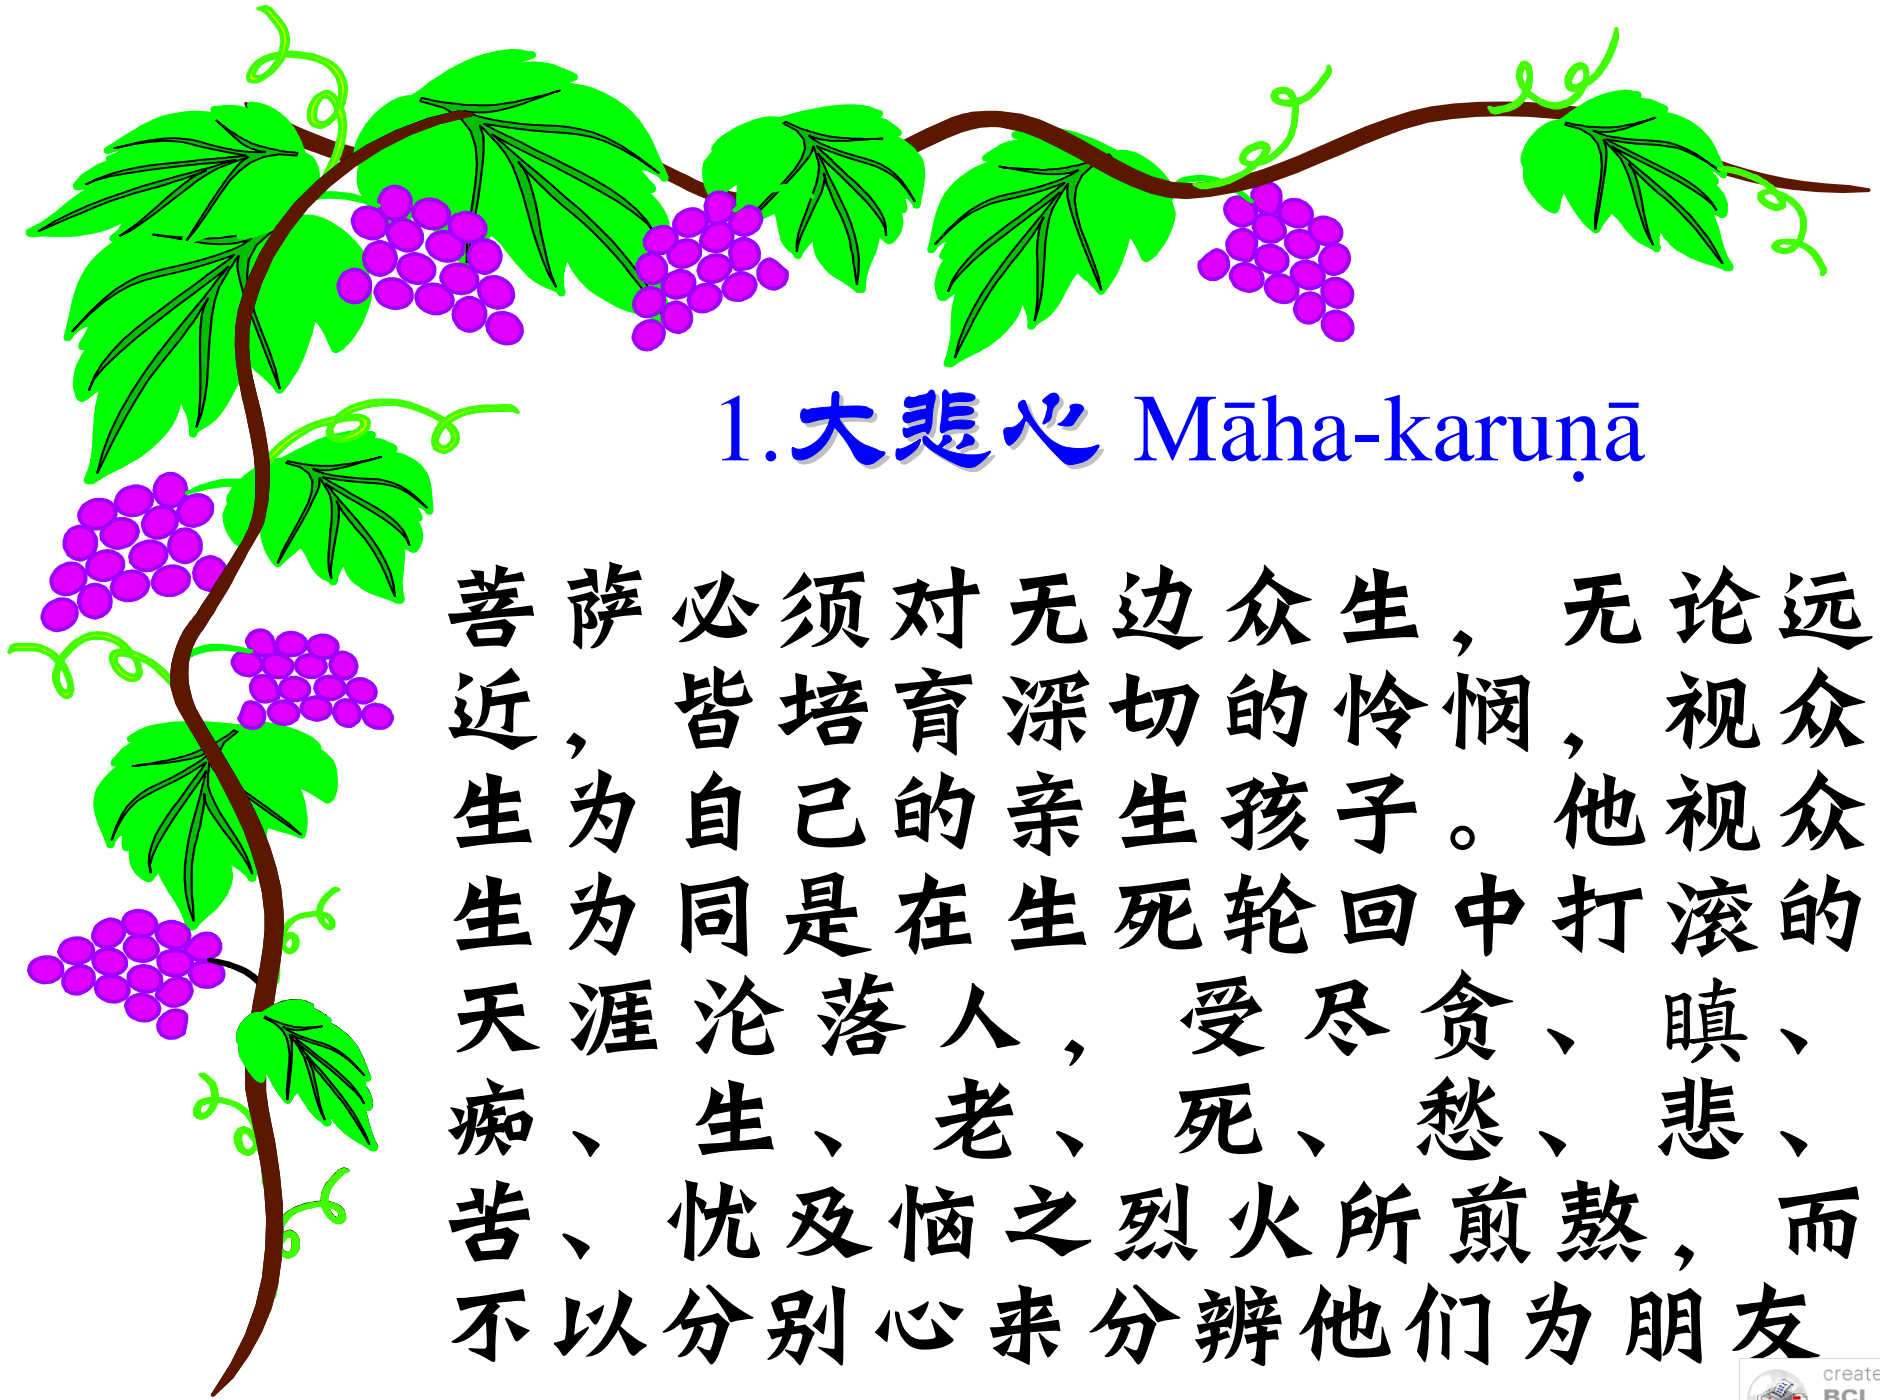 1.大悲心 Māha-karuṇā
菩萨必须对无边众生，无论远
近，皆培育深切的怜悯，视众
生为自己的亲生孩子。他视众
生为同是在生死轮回中打滚的
天涯沦落人，受尽贪、瞋、
痴、生、老、死、愁、悲、
苦、忧及恼之烈火所煎熬，而
不以分别心来分辨他们为朋友
create
BCL